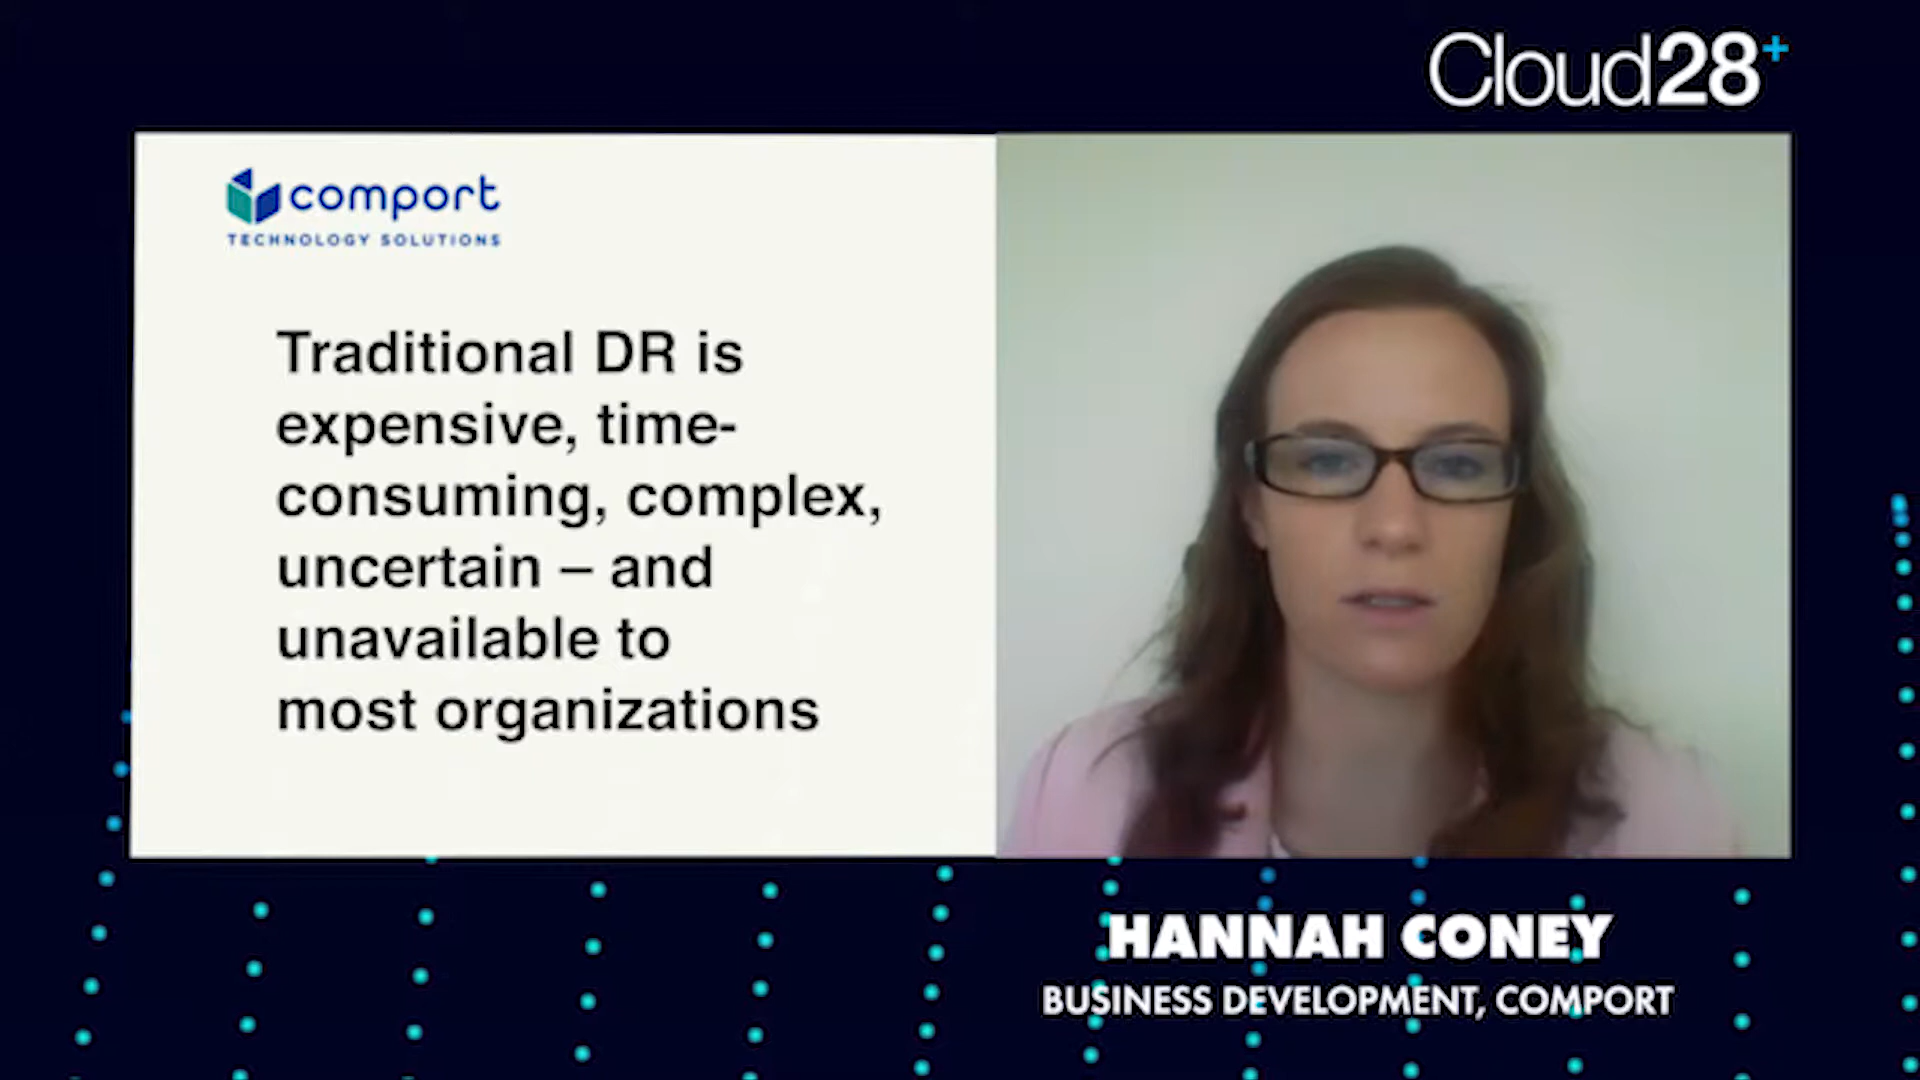 Cloud28+
comport
TECHNOLOGY SOLUTIONS
Traditional DR is
expensive, time-
consuming, complex,
uncertain – and
unavailable to
most organizations
HANNAH CONEY
BUSINESS DEVELOPMENT, COMPORT